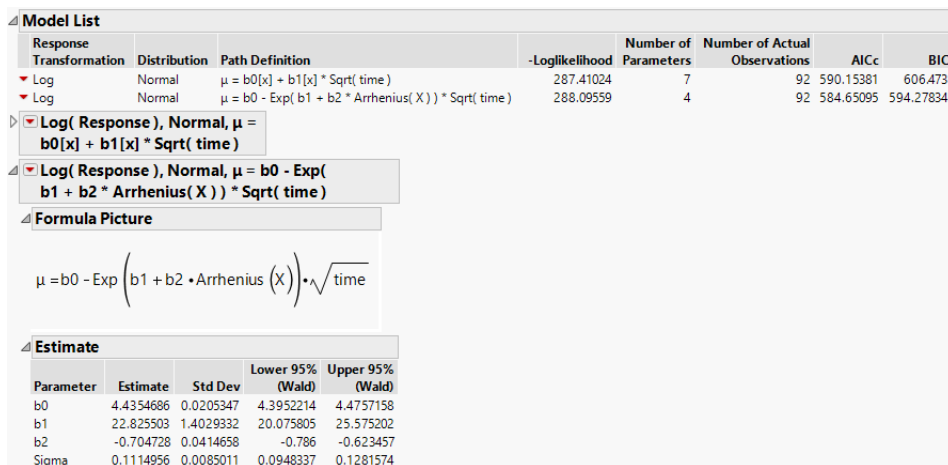 Model List
Response Number of Number of Actual
Transformation Distribution Path Definition -Loglikelihood Parameters Observations AICc BIC
Log Normal μ = b0[x] + b1[x] * Sqrt( time ) 287.41024 7 92 590.15381 606.473
Log Normal μ = b0 - Exp( b1 + b2 * Arrhenius( X ) ) * Sqrt( time ) 288.09559 4 92 584.65095 594.27834
Log( Response ), Normal, μ =
b0[x] + b1[x] * Sqrt( time )
Log( Response ), Normal, μ = b0 - Exp(
b1 + b2 * Arrhenius( X ) ) * Sqrt( time )
Formula Picture
μ =b0 - Exp (b1 + b2 • Arrhenius (X))•√time
Estimate
Lower 95% Upper 95%
Parameter Estimate Std Dev (Wald) (Wald)
b0 4.4354686 0.0205347 4.3952214 4.4757158
b1 22.825503 1.4029332 20.075805 25.575202
b2 -0.704728 0.0414658 -0.786 -0.623457
Sigma 0.1114956 0.0085011 0.0948337 0.1281574